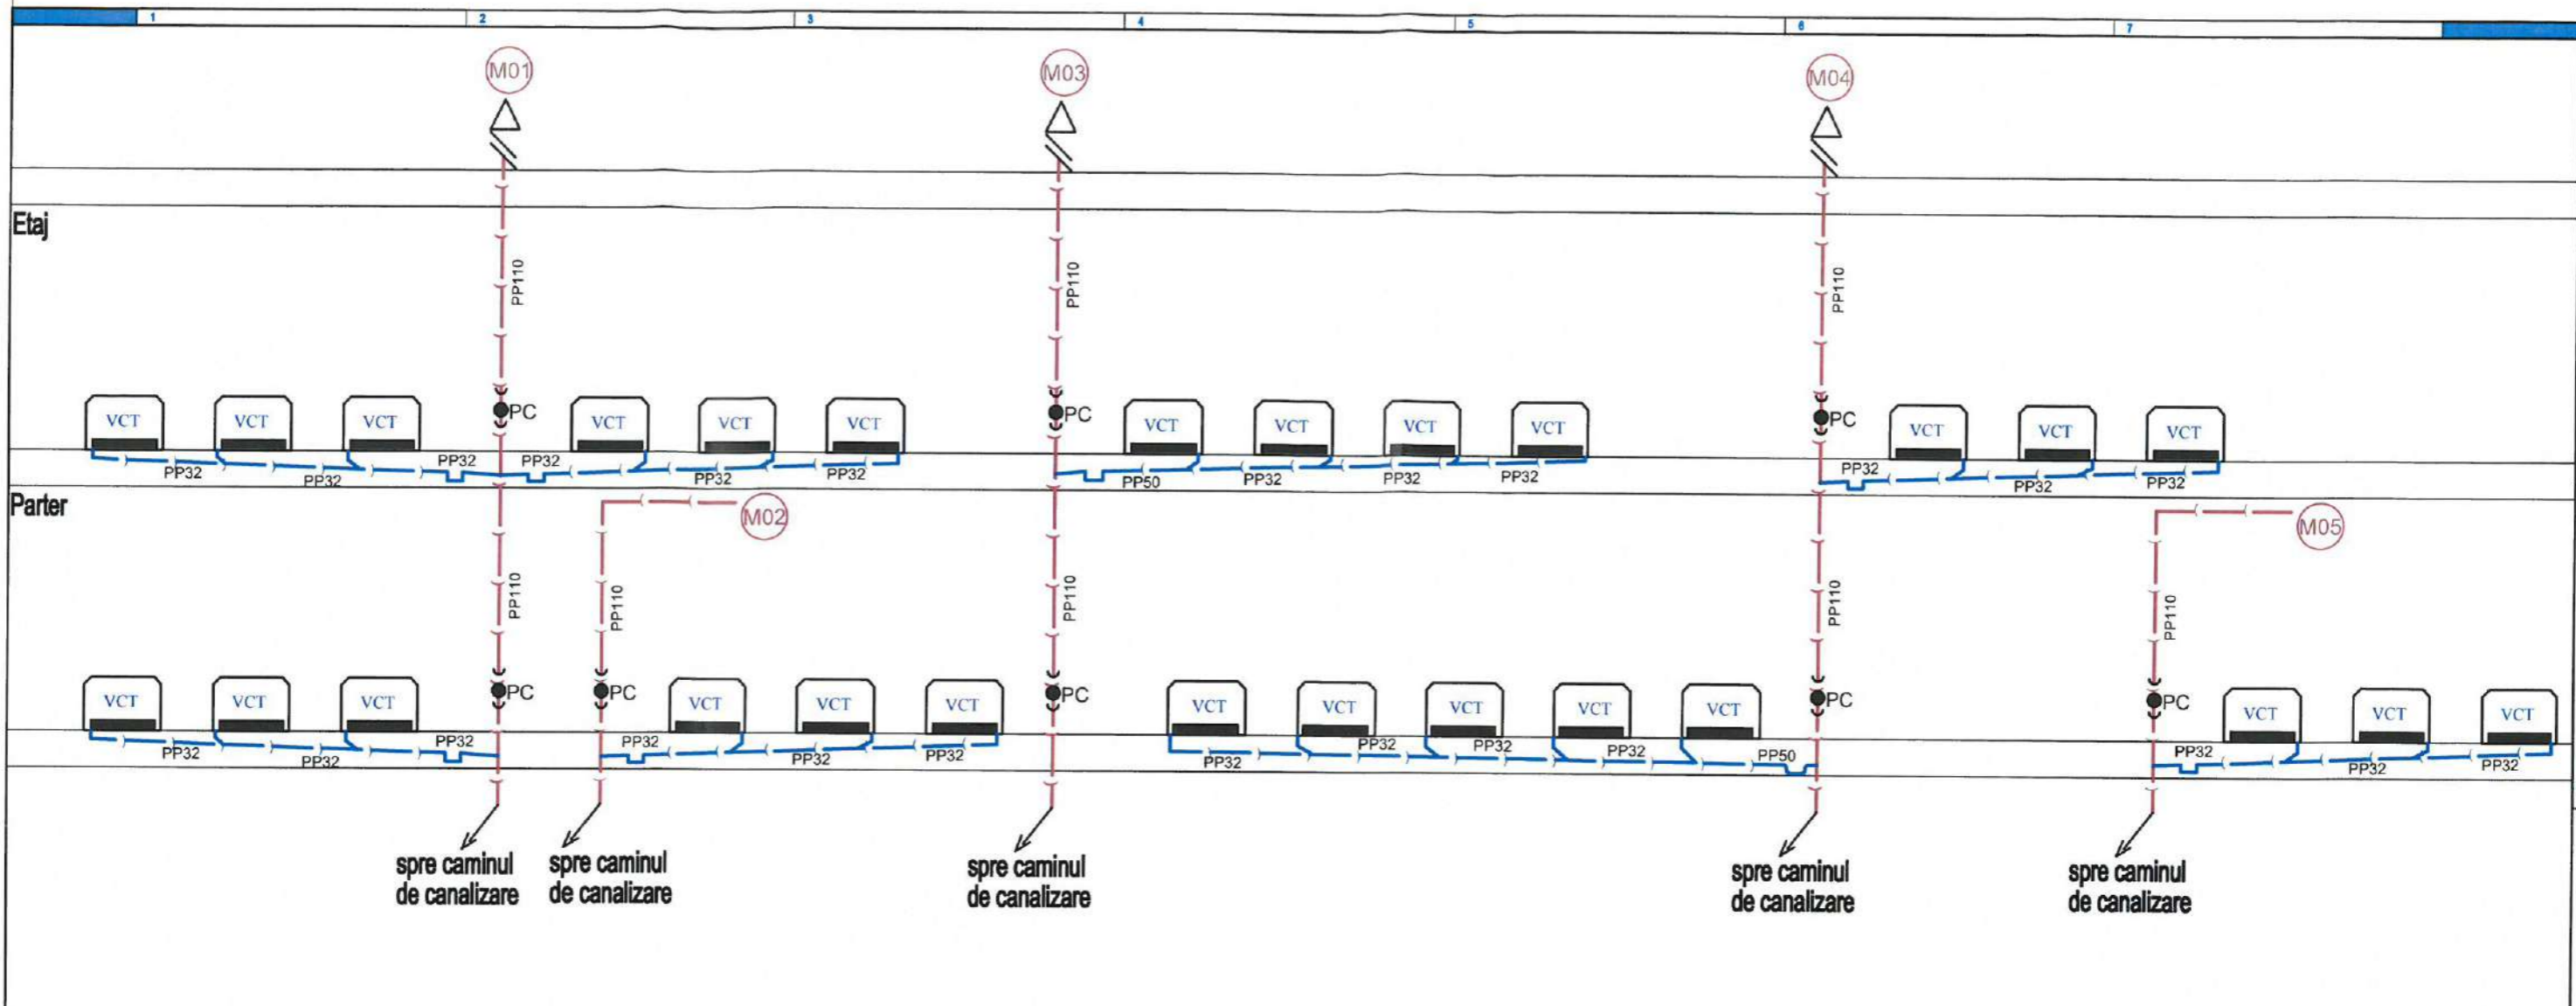 1 2 3 4 5 6 7
M01 M03 M04
Etaj
PP110 PP110 PP110
PC PC PC
VCT VCT VCT VCT VCT VCT VCT VCT VCT VCT VCT VCT VCT
PP32 PP32 PP32 PP32 PP32 PP32 PP50 PP32 PP32 PP32 PP32 PP32 PP32
Parter
M02 M05
PP110 PP110 PP110 PP110 PP110
PC PC PC PC PC
VCT VCT VCT VCT VCT VCT VCT VCT VCT VCT VCT VCT VCT VCT
PP32 PP32 PP32 PP32 PP32 PP32 PP32 PP32 PP32 PP32 PP50 PP32 PP32 PP32
spre caminul
de canalizare
spre caminul
de canalizare
spre caminul
de canalizare
spre caminul
de canalizare
spre caminul
de canalizare